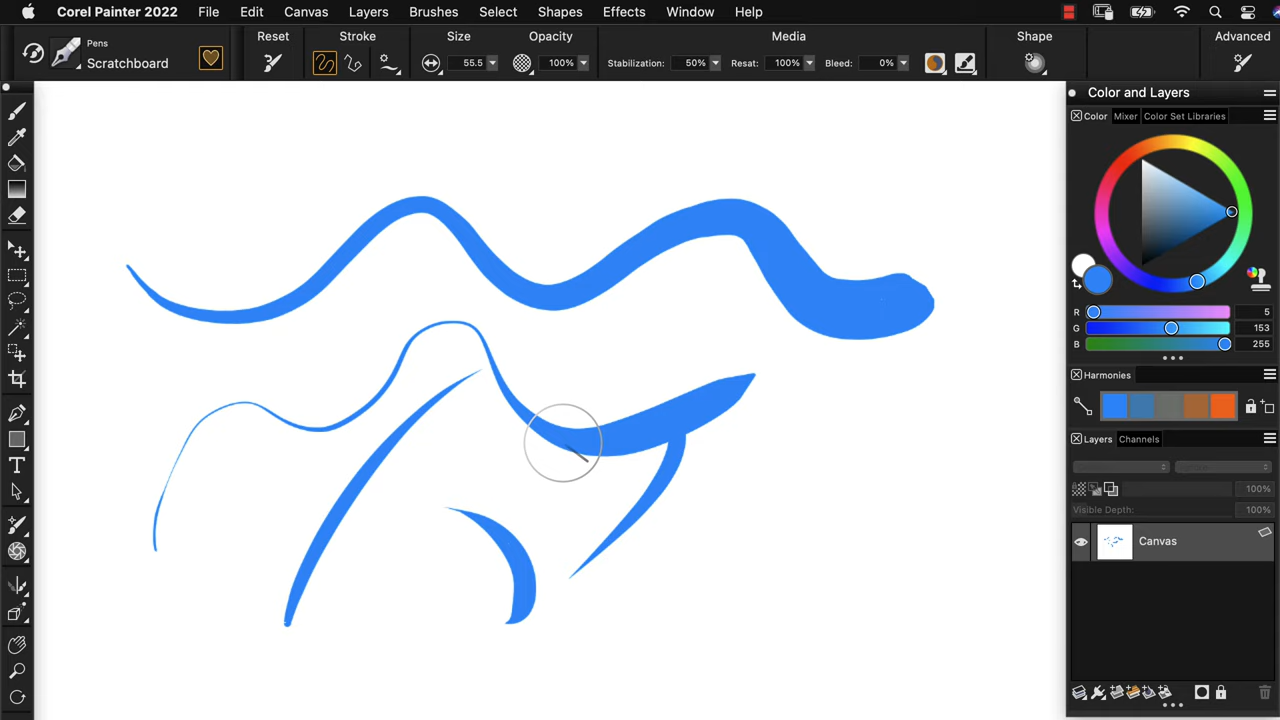 Corel Painter 2022 File Edit Canvas Layers Brushes Select Shapes Effects Window Help
Pens
Scratchboard
Reset Stroke Size Opacity Media Shape Advanced
55.5 100% Stabilization: 50% Resat: 100% Bleed: 0%
Color and Layers
Color Mixer Color Set Libraries
R 5
G 153
B 255
Harmonies
Layers Channels
100%
Visible Depth: 100%
Canvas